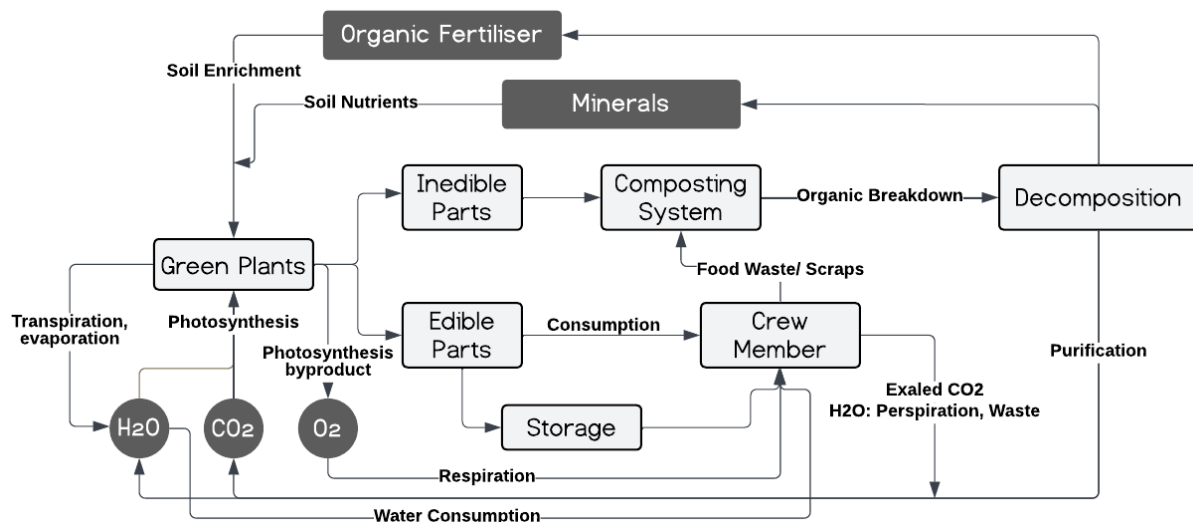 Organic Fertiliser
Soil Enrichment
Soil Nutrients
Minerals
Inedible
Parts
Composting
System
Organic Breakdown
Decomposition
Green Plants
Food Waste/ Scraps
Transpiration,
evaporation
Photosynthesis
Photosynthesis
byproduct
Edible
Parts
Consumption
Crew
Member
Purification
Exaled CO2
H2O: Perspiration, Waste
H2O
CO2
O2
Storage
Respiration
Water Consumption